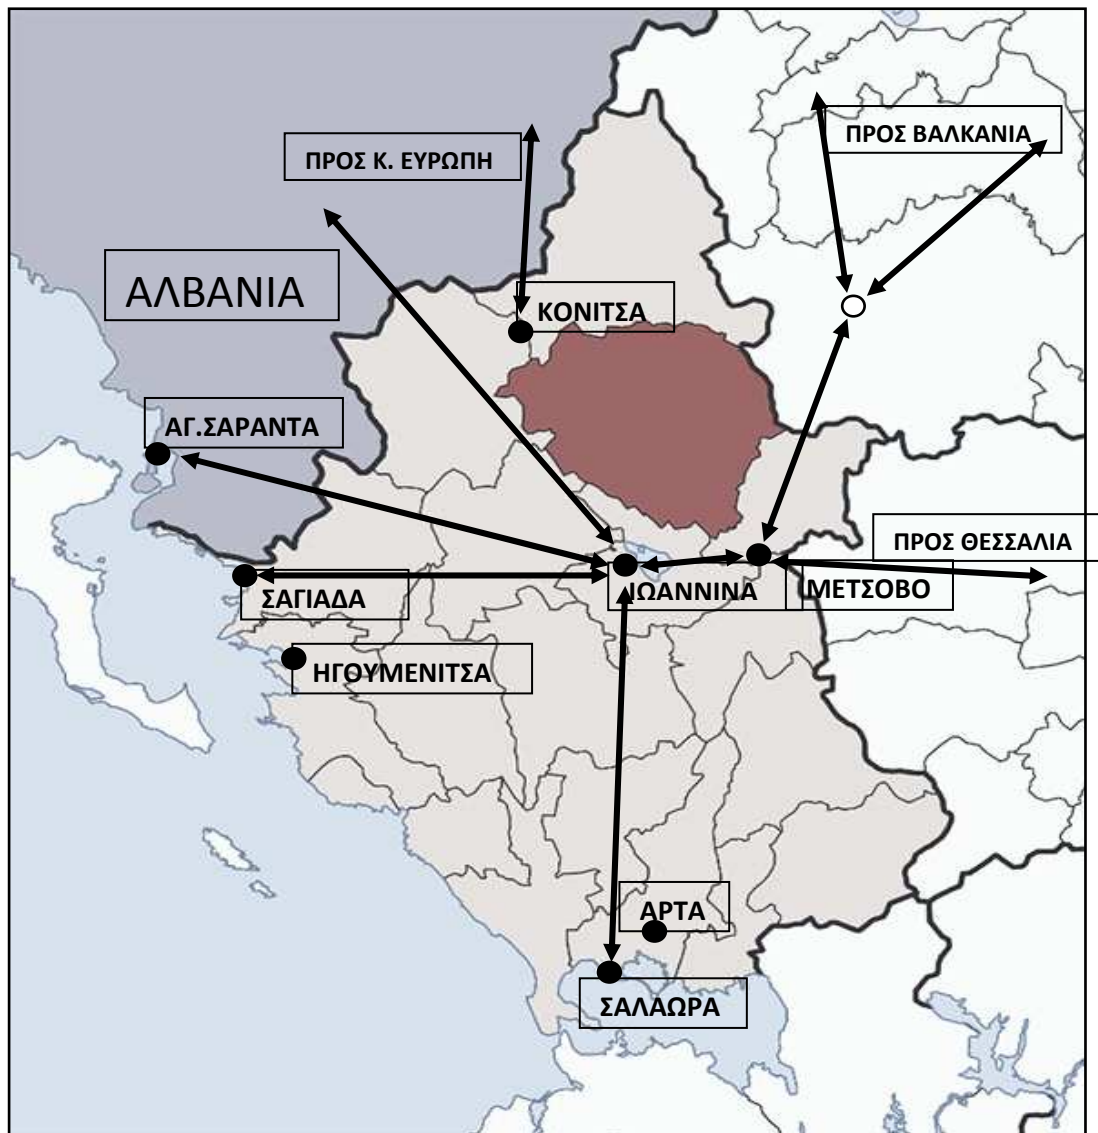 ΠΡΟΣ ΒΑΛΚΑΝΙΑ
ΠΡΟΣ Κ. ΕΥΡΩΠΗ
ΑΛΒΑΝΙΑ
ΚΟΝΙΤΣΑ
ΑΓ.ΣΑΡΑΝΤΑ
ΠΡΟΣ ΘΕΣΣΑΛΙΑ
ΣΑΓΙΑΔΑ
ΙΩΑΝΝΙΝΑ
ΜΕΤΣΟΒΟ
ΗΓΟΥΜΕΝΙΤΣΑ
ΑΡΤΑ
ΣΑΛΑΩΡΑ